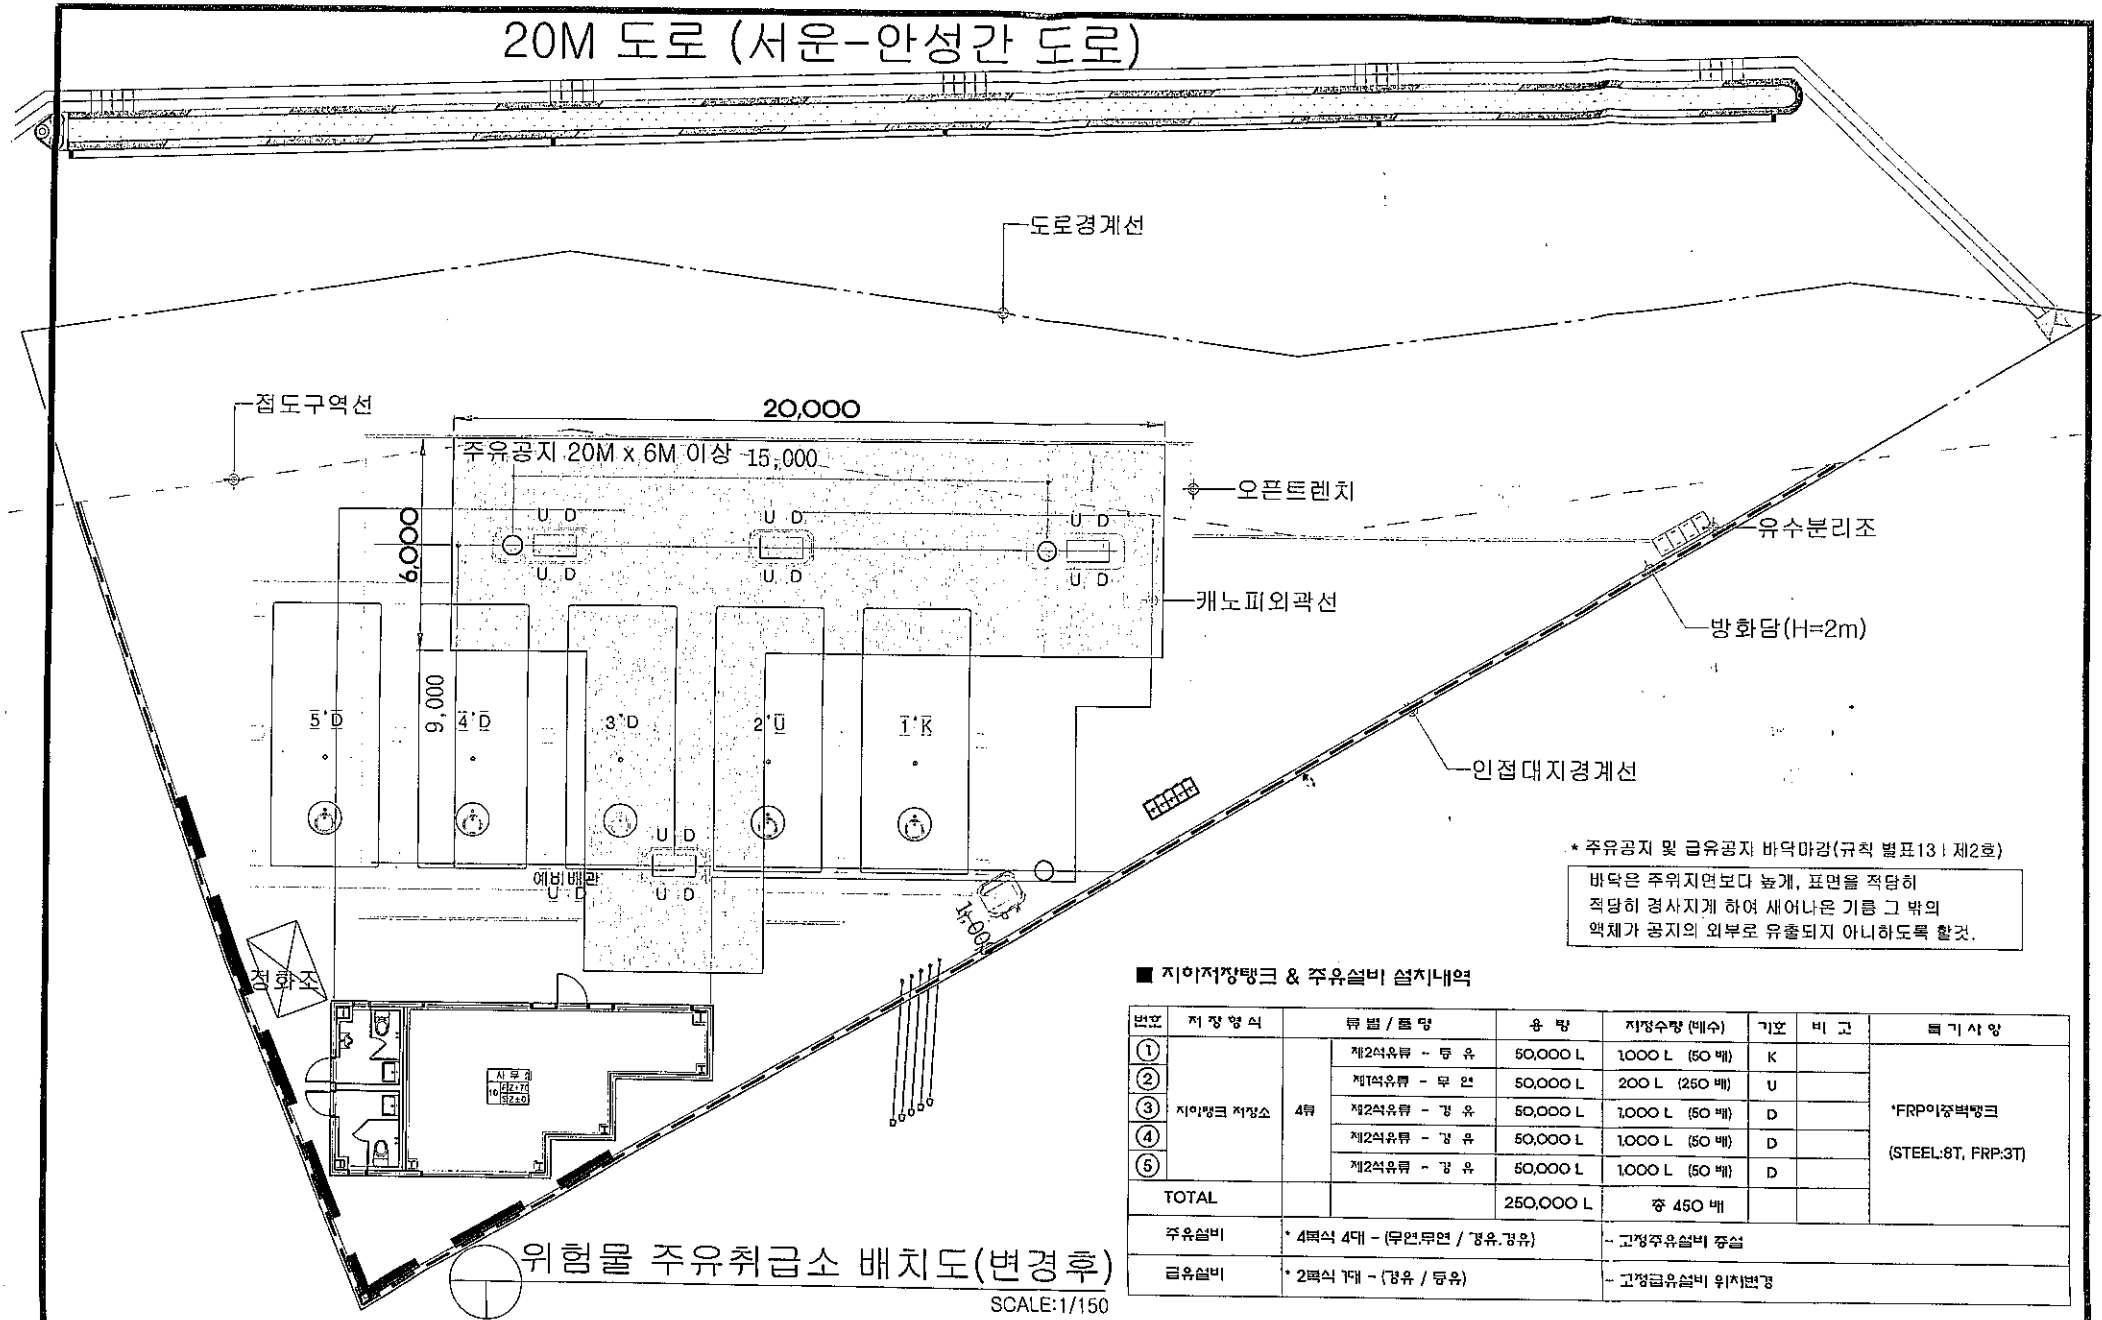 20M 도로 (서운-안성간 도로)
도로경계선
접도구역선
20,000
주유공지 20M x 6M 이상
15,000
오픈트렌치
유수분리조
6,000
U D
U D
U D
U D
U D
U D
캐노피외곽선
방화담(H=2m)
9,000
5 D
4 D
3 D
2 U
1 K
인접대지경계선
U D
예비배관
U D
U D
정화조
사무실
* 주유공지 및 급유공지 바닥마감(규칙 별표13 제2호)
바닥은 주위지면보다 높게, 표면을 적당히
적당히 경사지게 하여 새어나온 기름 그 밖의
액체가 공지의 외부로 유출되지 아니하도록 할것.
■ 지하저장탱크 & 주유설비 설치내역
번호 저장형식 류별/품명 용 량 지정수량 (배수) 기호 비 고 특기사항
① 제2석유류 - 등 유 50,000 L 1,000 L (50 배) K
② 제1석유류 - 무 연 50,000 L 200 L (250 배) U
③ 지하탱크 저장소 4류 제2석유류 - 경 유 50,000 L 1,000 L (50 배) D *FRP이중벽탱크
④ 제2석유류 - 경 유 50,000 L 1,000 L (50 배) D
(STEEL:8T, FRP:3T)
⑤ 제2석유류 - 경 유 50,000 L 1,000 L (50 배) D
TOTAL 250,000 L 총 450 배
주유설비 * 4복식 4대 - (무연.무연 / 경유.경유) - 고정주유설비 증설
급유설비 * 2복식 1대 - (경유 / 등유) - 고정급유설비 위치변경
위험물 주유취급소 배치도(변경후)
SCALE:1/150